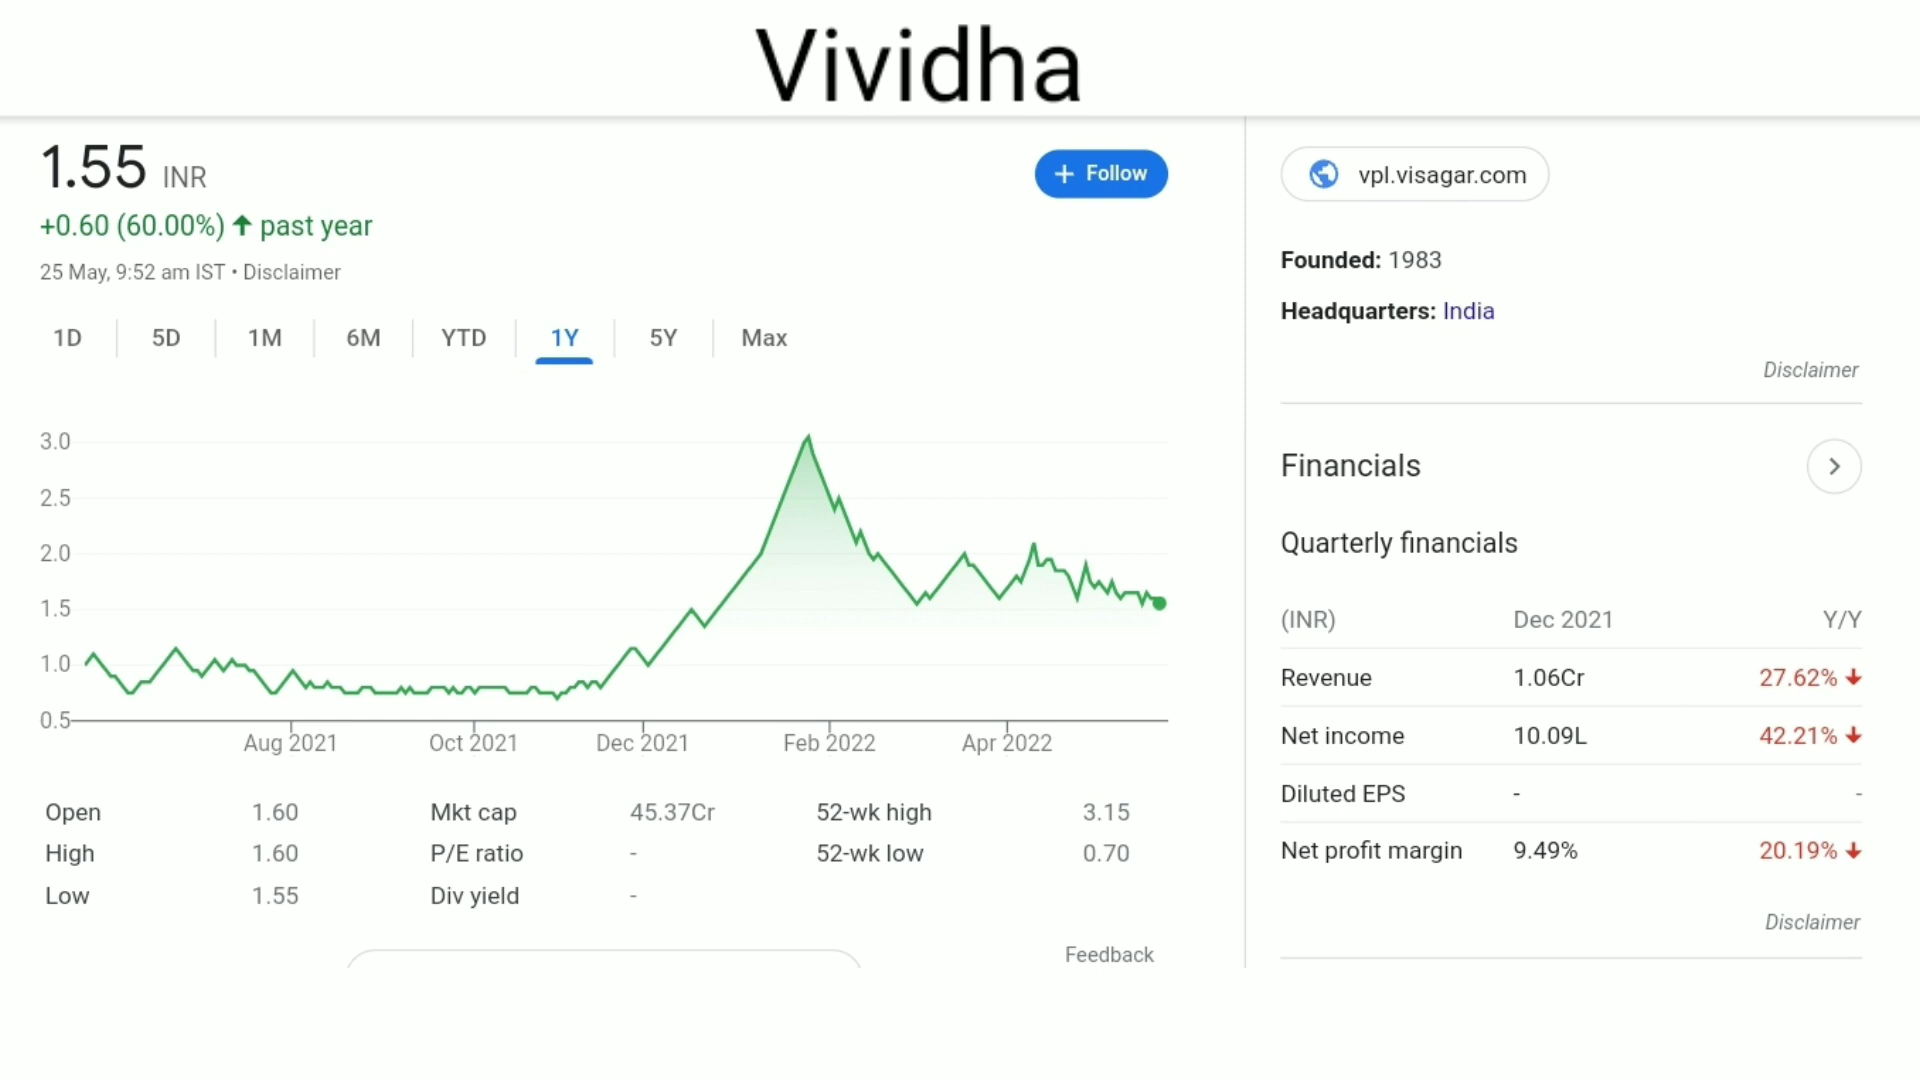 Vividha
1.55 INR
+ Follow
+0.60 (60.00%) ↑ past year
25 May, 9:52 am IST • Disclaimer
1D 5D 1M 6M YTD 1Y 5Y Max
3.0
2.5
2.0
1.5
1.0
0.5
Aug 2021 Oct 2021 Dec 2021 Feb 2022 Apr 2022
Open 1.60 Mkt cap 45.37Cr 52-wk high 3.15
High 1.60 P/E ratio - 52-wk low 0.70
Low 1.55 Div yield -
Feedback
vpl.visagar.com
Founded: 1983
Headquarters: India
Disclaimer
Financials
Quarterly financials
(INR) Dec 2021 Y/Y
Revenue 1.06Cr 27.62% ↓
Net income 10.09L 42.21% ↓
Diluted EPS - -
Net profit margin 9.49% 20.19% ↓
Disclaimer